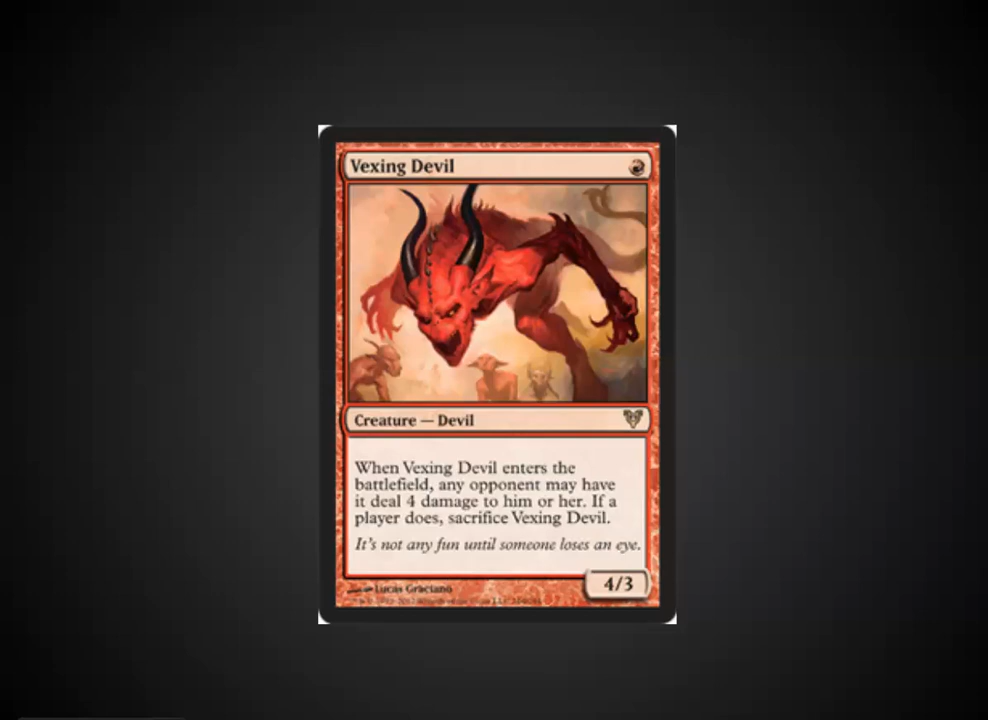 Vexing Devil
Creature — Devil
When Vexing Devil enters the
battlefield, any opponent may have
it deal 4 damage to him or her. If a
player does, sacrifice Vexing Devil.
It's not any fun until someone loses an eye.
4/3
Lucas Graciano